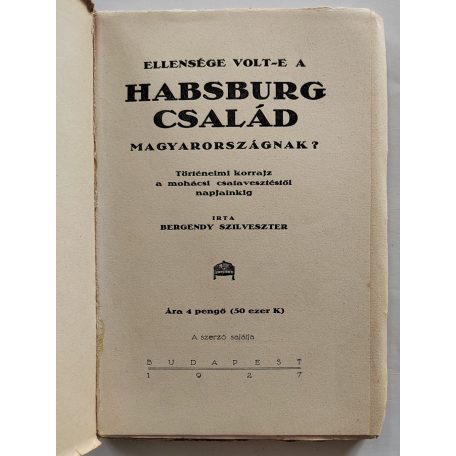 ELLENSÉGE VOLT-E A
HABSBURG
CSALÁD
MAGYARORSZÁGNAK?
Történelmi korrajz
a mohácsi csatavesztéstől
napjainkig
IRTA
BERGENDY SZILVESZTER
Ára 4 pengő (50 ezer K)
A szerző sajátja
BUDAPEST
1927